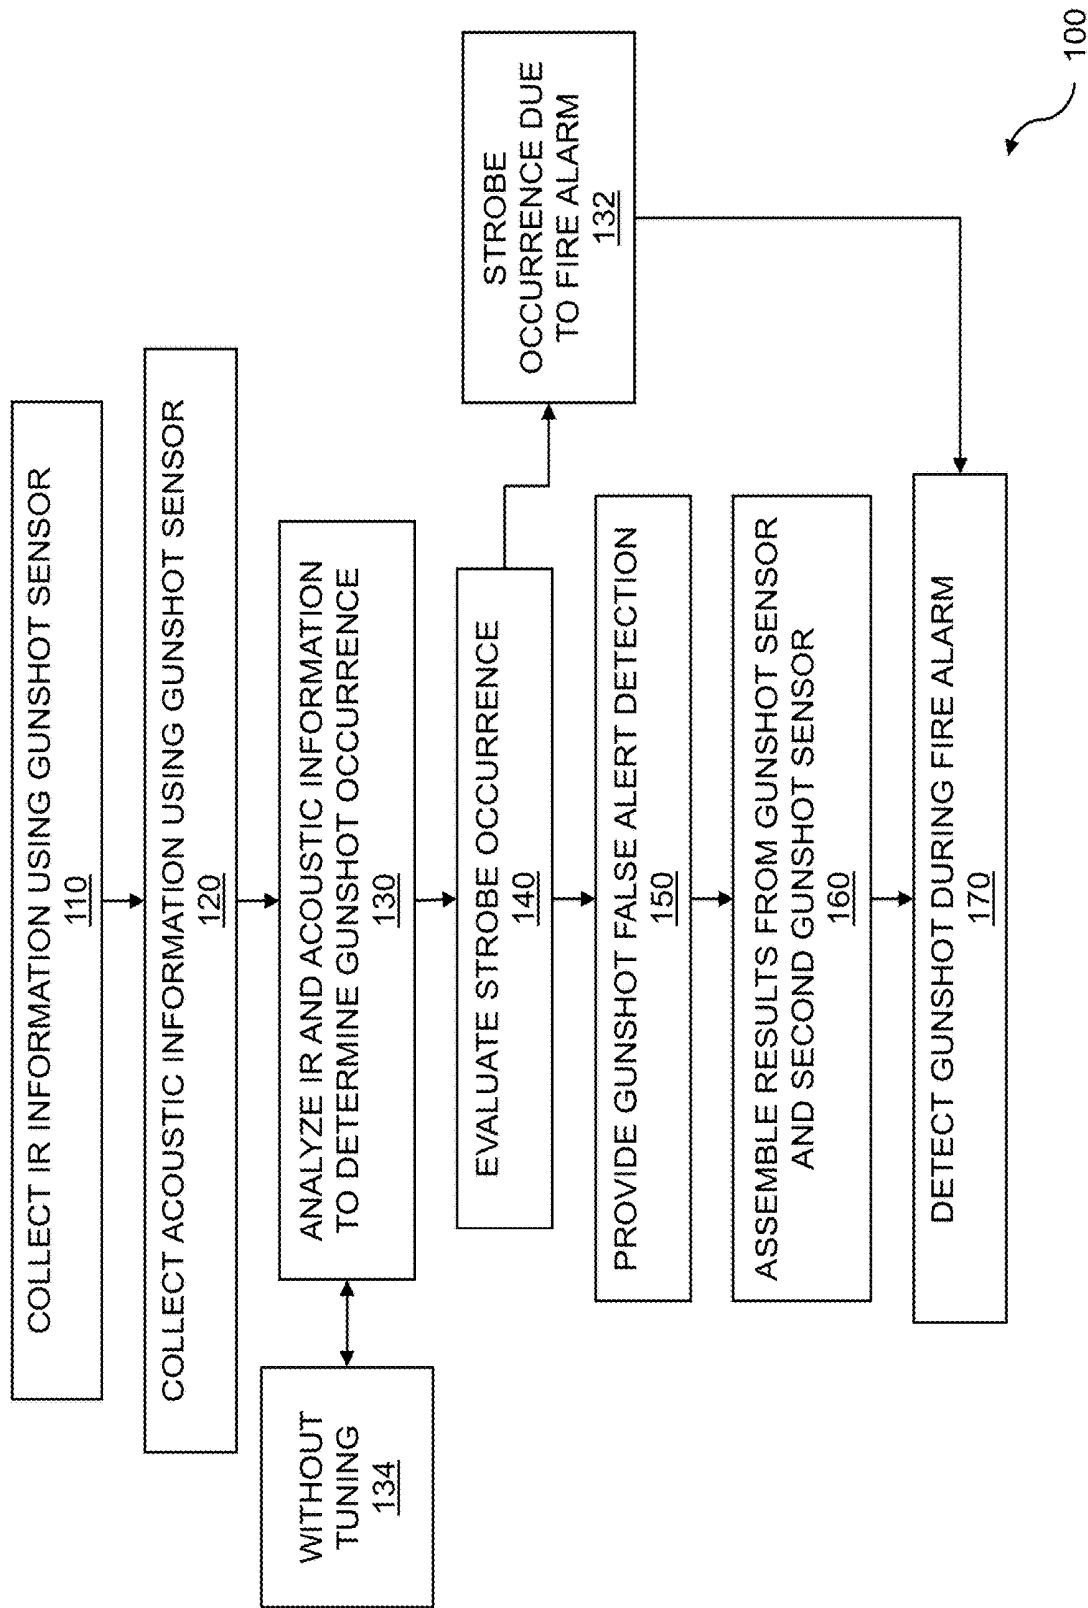 COLLECT IR INFORMATION USING GUNSHOT SENSOR
110
COLLECT ACOUSTIC INFORMATION USING GUNSHOT SENSOR
120
WITHOUT
TUNING
134
ANALYZE IR AND ACOUSTIC INFORMATION
TO DETERMINE GUNSHOT OCCURRENCE
130
EVALUATE STROBE OCCURRENCE
140
STROBE
OCCURRENCE DUE
TO FIRE ALARM
132
PROVIDE GUNSHOT FALSE ALERT DETECTION
150
ASSEMBLE RESULTS FROM GUNSHOT SENSOR
AND SECOND GUNSHOT SENSOR
160
DETECT GUNSHOT DURING FIRE ALARM
170
100